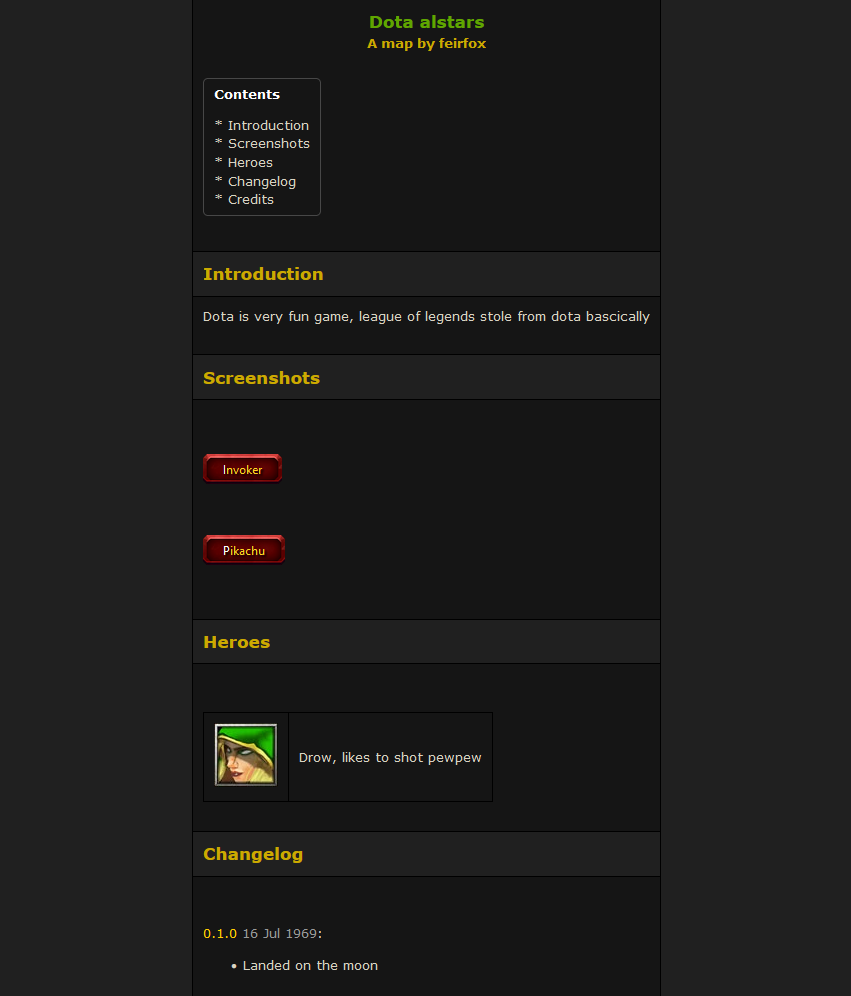 Dota alstars
A map by feirfox
Contents
* Introduction
* Screenshots
* Heroes
* Changelog
* Credits
Introduction
Dota is very fun game, league of legends stole from dota bascically
Screenshots
Invoker
Pikachu
Heroes
Drow, likes to shot pewpew
Changelog
0.1.0 16 Jul 1969:
• Landed on the moon